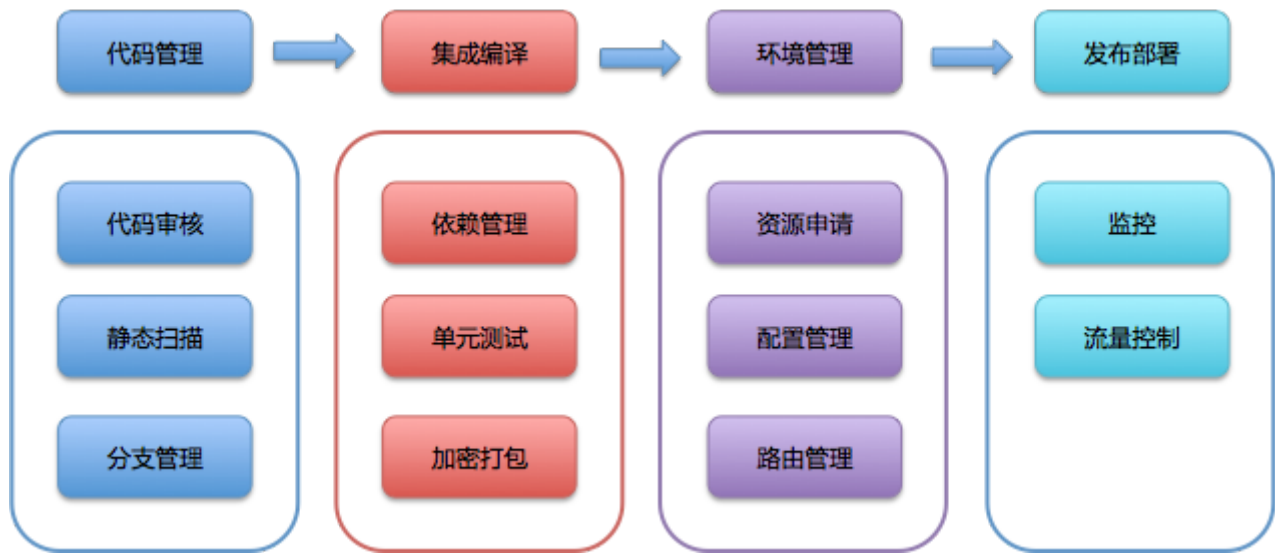 代码管理
集成编译
环境管理
发布部署
代码审核
依赖管理
资源申请
监控
静态扫描
单元测试
配置管理
流量控制
分支管理
加密打包
路由管理